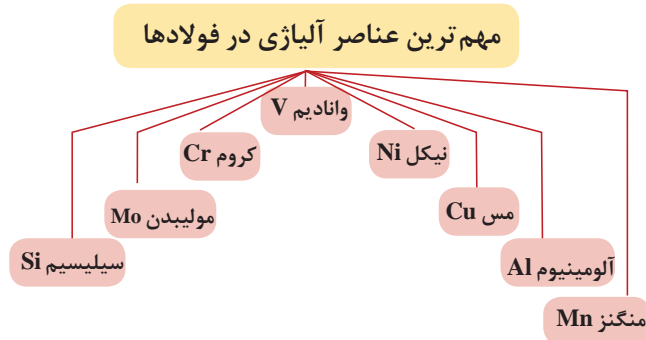 مهم ترین عناصر آلیاژی در فولادها
وانادیم V
نیکل Ni
کروم Cr
مس Cu
مولیبدن Mo
آلومینیوم Al
سیلیسیم Si
منگنز Mn